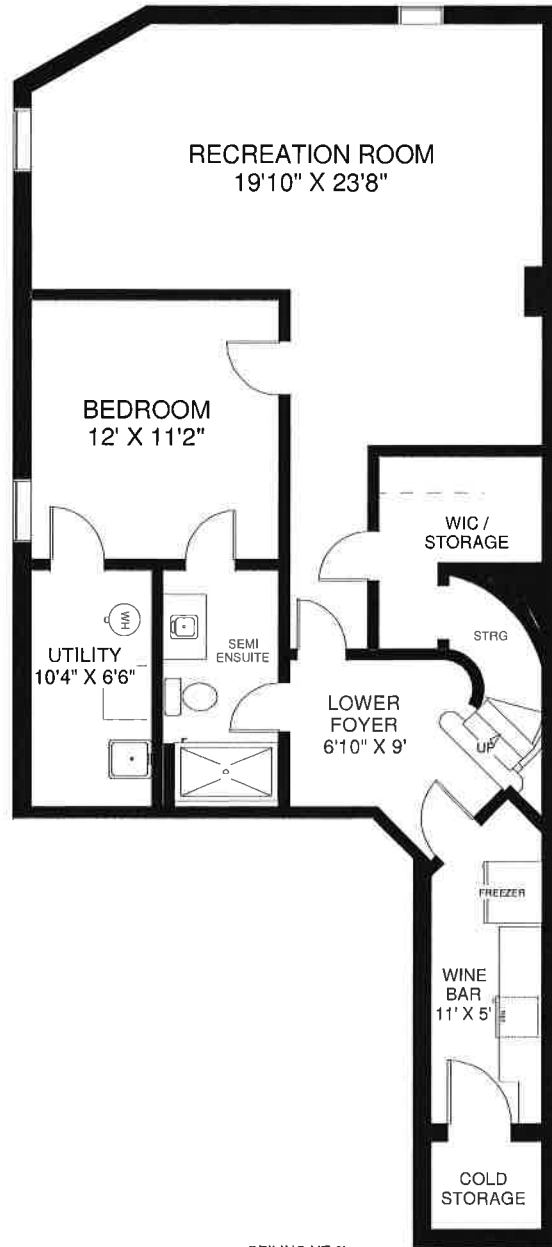 RECREATION ROOM
19'10" X 23'8"
BEDROOM
12' X 11'2"
WIC /
STORAGE
STRG
WH
SEMI
ENSUITE
UTILITY
10'4" X 6'6"
LOWER
FOYER
6'10" X 9'
UP
FREEZER
WINE
BAR
11' X 5'
COLD
STORAGE